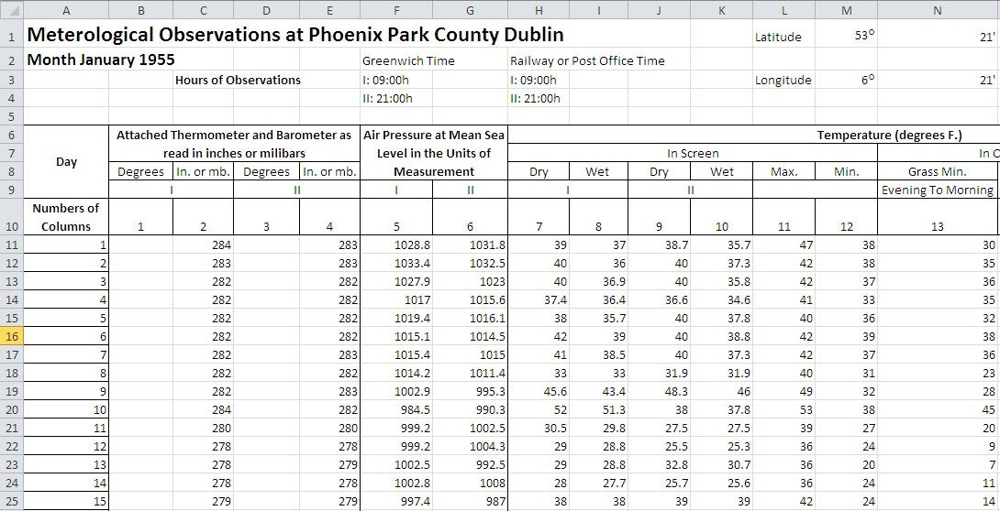 A B C D E F G H I J K L M N
1 Meterological Observations at Phoenix Park County Dublin Latitude 53° 21'
2 Month January 1955 Greenwich Time Railway or Post Office Time
3 Hours of Observations I: 09:00h I: 09:00h Longitude 6° 21'
4 II: 21:00h II: 21:00h
5
6 Attached Thermometer and Barometer as Air Pressure at Mean Sea Temperature (degrees F.)
7 Day read in inches or milibars Level in the Units of In Screen In O
8 Degrees In. or mb. Degrees In. or mb. Measurement Dry Wet Dry Wet Max. Min. Grass Min.
9 I II I II I II Evening To Morning
Numbers of
10 Columns 1 2 3 4 5 6 7 8 9 10 11 12 13
11 1 284 283 1028.8 1031.8 39 37 38.7 35.7 47 38 30
12 2 283 283 1033.4 1032.5 40 36 40 37.3 42 38 35
13 3 282 282 1027.9 1023 40 36.9 40 35.8 42 37 36
14 4 282 282 1017 1015.6 37.4 36.4 36.6 34.6 41 33 35
15 5 282 282 1019.4 1016.1 38 35.7 40 37.8 40 36 32
16 6 282 282 1015.1 1014.5 42 39 40 38.8 42 39 38
17 7 282 283 1015.4 1015 41 38.5 40 37.3 42 37 36
18 8 282 282 1014.2 1011.4 33 33 31.9 31.9 40 31 23
19 9 282 283 1002.9 995.3 45.6 43.4 48.3 46 49 32 28
20 10 284 282 984.5 990.3 52 51.3 38 37.8 53 38 45
21 11 280 280 999.2 1002.5 30.5 29.8 27.5 27.5 39 27 20
22 12 278 278 999.2 1004.3 29 28.8 25.5 25.3 36 24 9
23 13 278 279 1002.5 992.5 29 28.8 32.8 30.7 36 20 7
24 14 278 278 1002.8 1008 28 27.7 25.7 25.6 36 24 11
25 15 279 279 997.4 987 38 38 39 39 42 24 14